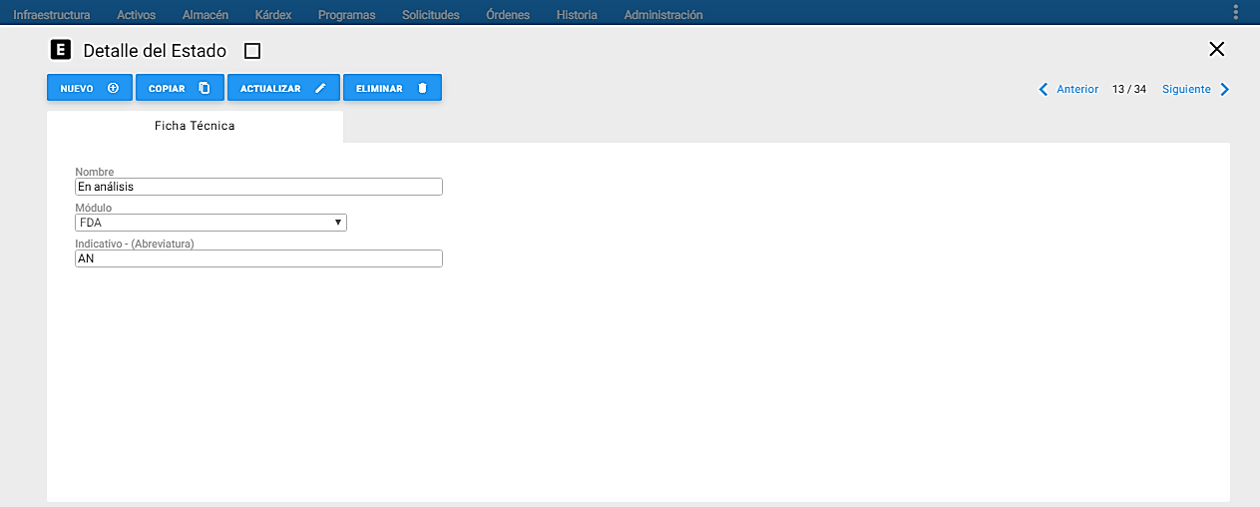 Infraestructura Activos Almacén Kárdex Programas Solicitudes Órdenes Historia Administración
E Detalle del Estado
NUEVO COPIAR ACTUALIZAR ELIMINAR Anterior 13 / 34 Siguiente
Ficha Técnica
Nombre
En análisis
Módulo
FDA
Indicativo - (Abreviatura)
AN